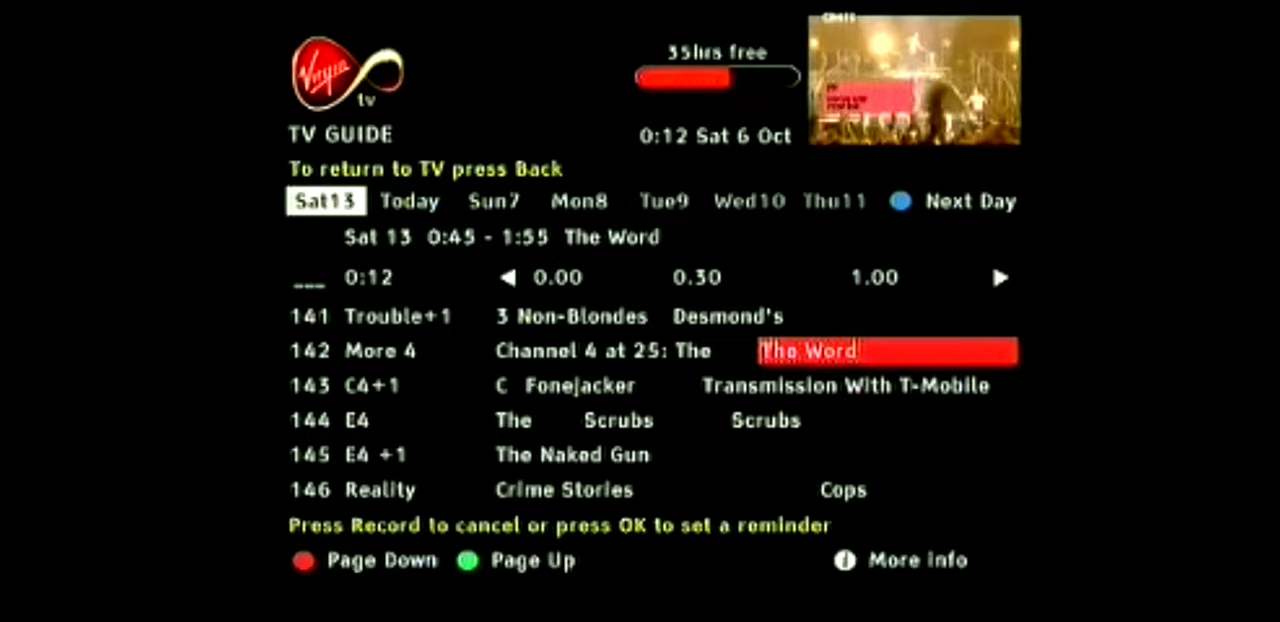 Virgin
tv
35hrs free
TV GUIDE
0:12 Sat 6 Oct
To return to TV press Back
Sat13 Today Sun7 Mon8 Tue9 Wed10 Thu11 Next Day
Sat 13 0:45 - 1:55 The Word
___ 0:12 0.00 0.30 1.00
141 Trouble+1 3 Non-Blondes Desmond's
142 More 4 Channel 4 at 25: The The Word
143 C4+1 C Fonejacker Transmission With T-Mobile
144 E4 The Scrubs Scrubs
145 E4 +1 The Naked Gun
146 Reality Crime Stories Cops
Press Record to cancel or press OK to set a reminder
Page Down Page Up i More info